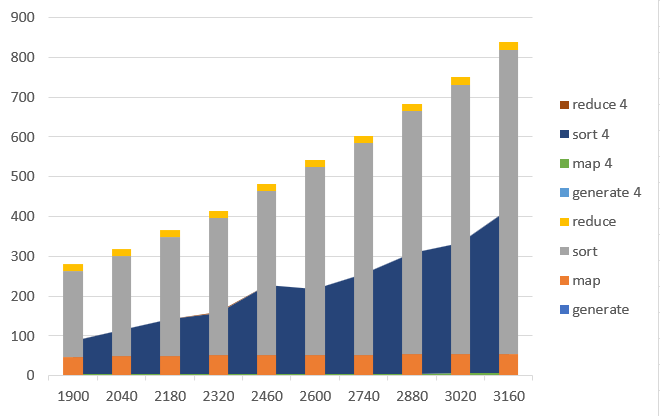 900
800
700
600
500
400
300
200
100
0
1900 2040 2180 2320 2460 2600 2740 2880 3020 3160
reduce 4
sort 4
map 4
generate 4
reduce
sort
map
generate